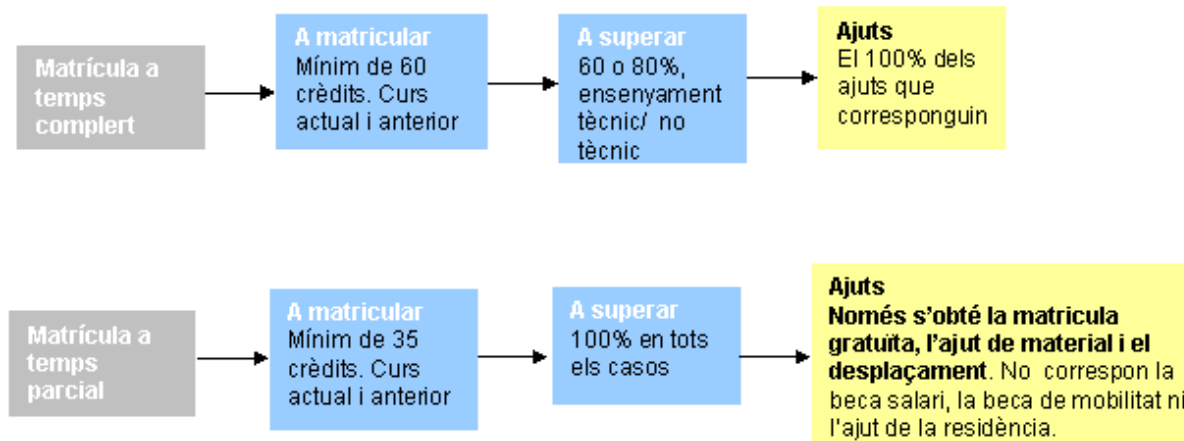 Matrícula a
temps
complert
A matricular
Mínim de 60
crèdits. Curs
actual i anterior
A superar
60 o 80%,
ensenyament
tècnic/ no
tècnic
Ajuts
El 100% dels
ajuts que
corresponguin
Matrícula a
temps
parcial
A matricular
Mínim de 35
crèdits. Curs
actual i anterior
A superar
100% en tots
els casos
Ajuts
Només s'obté la matricula
gratuïta, l'ajut de material i el
desplaçament. No correspon la
beca salari, la beca de mobilitat ni
l'ajut de la residència.